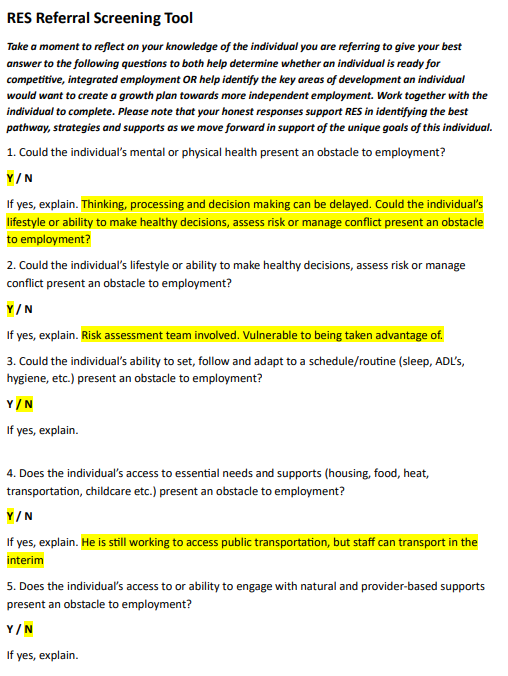 RES Referral Screening Tool
Take a moment to reflect on your knowledge of the individual you are referring to give your best
answer to the following questions to both help determine whether an individual is ready for
competitive, integrated employment OR help identify the key areas of development an individual
would want to create a growth plan towards more independent employment. Work together with the
individual to complete. Please note that your honest responses support RES in identifying the best
pathway, strategies and supports as we move forward in support of the unique goals of this individual.
1. Could the individual's mental or physical health present an obstacle to employment?
Y / N
If yes, explain. Thinking, processing and decision making can be delayed. Could the individual's
lifestyle or ability to make healthy decisions, assess risk or manage conflict present an obstacle
to employment?
2. Could the individual's lifestyle or ability to make healthy decisions, assess risk or manage
conflict present an obstacle to employment?
Y / N
If yes, explain. Risk assessment team involved. Vulnerable to being taken advantage of.
3. Could the individual's ability to set, follow and adapt to a schedule/routine (sleep, ADL's,
hygiene, etc.) present an obstacle to employment?
Y / N
If yes, explain.
4. Does the individual's access to essential needs and supports (housing, food, heat,
transportation, childcare etc.) present an obstacle to employment?
Y / N
If yes, explain. He is still working to access public transportation, but staff can transport in the
interim
5. Does the individual's access to or ability to engage with natural and provider-based supports
present an obstacle to employment?
Y / N
If yes, explain.